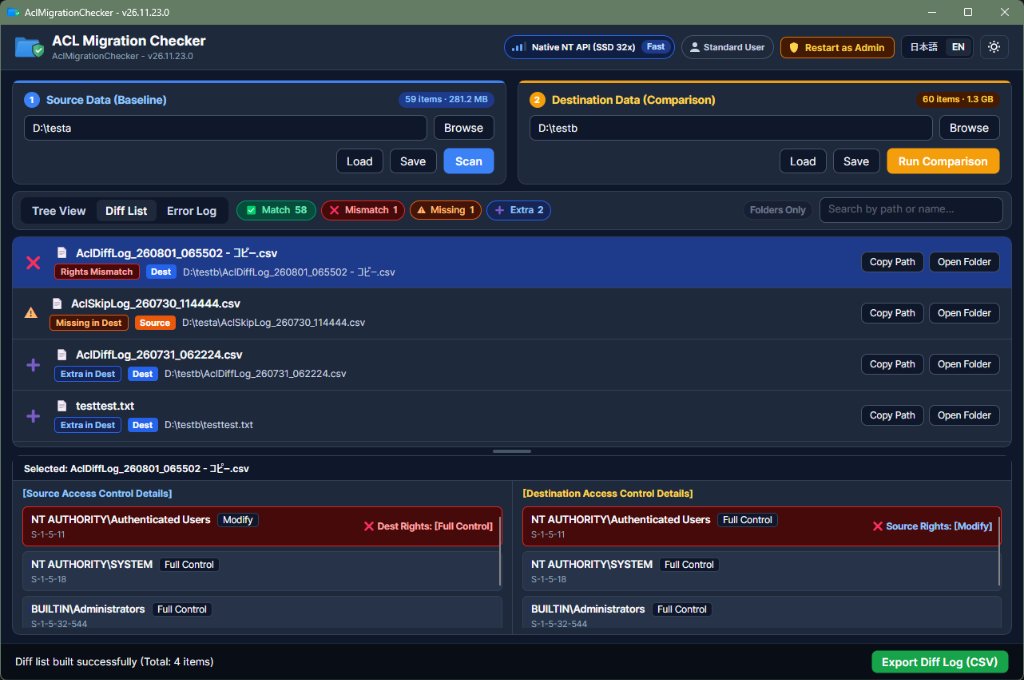 AclMigrationChecker - v26.11.23.0
ACL Migration Checker
AclMigrationChecker - v26.11.23.0
Native NT API (SSD 32x) Fast
Standard User
Restart as Admin
日本語 EN
1 Source Data (Baseline)
59 items · 281.2 MB
D:\testa
Browse
Load
Save
Scan
2 Destination Data (Comparison)
60 items · 1.3 GB
D:\testb
Browse
Load
Save
Run Comparison
Tree View
Diff List
Error Log
Match 58
Mismatch 1
Missing 1
Extra 2
Folders Only
Search by path or name...
AclDiffLog_260801_065502 - コピー.csv
Rights Mismatch Dest D:\testb\AclDiffLog_260801_065502 - コピー.csv
Copy Path
Open Folder
AclSkipLog_260730_114444.csv
Missing in Dest Source D:\testa\AclSkipLog_260730_114444.csv
Copy Path
Open Folder
AclDiffLog_260731_062224.csv
Extra in Dest Dest D:\testb\AclDiffLog_260731_062224.csv
Copy Path
Open Folder
testtest.txt
Extra in Dest Dest D:\testb\testtest.txt
Copy Path
Open Folder
Selected: AclDiffLog_260801_065502 - コピー.csv
[Source Access Control Details]
NT AUTHORITY\Authenticated Users Modify
Dest Rights: [Full Control]
S-1-5-11
NT AUTHORITY\SYSTEM Full Control
S-1-5-18
BUILTIN\Administrators Full Control
S-1-5-32-544
[Destination Access Control Details]
NT AUTHORITY\Authenticated Users Full Control
Source Rights: [Modify]
S-1-5-11
NT AUTHORITY\SYSTEM Full Control
S-1-5-18
BUILTIN\Administrators Full Control
S-1-5-32-544
Diff list built successfully (Total: 4 items)
Export Diff Log (CSV)